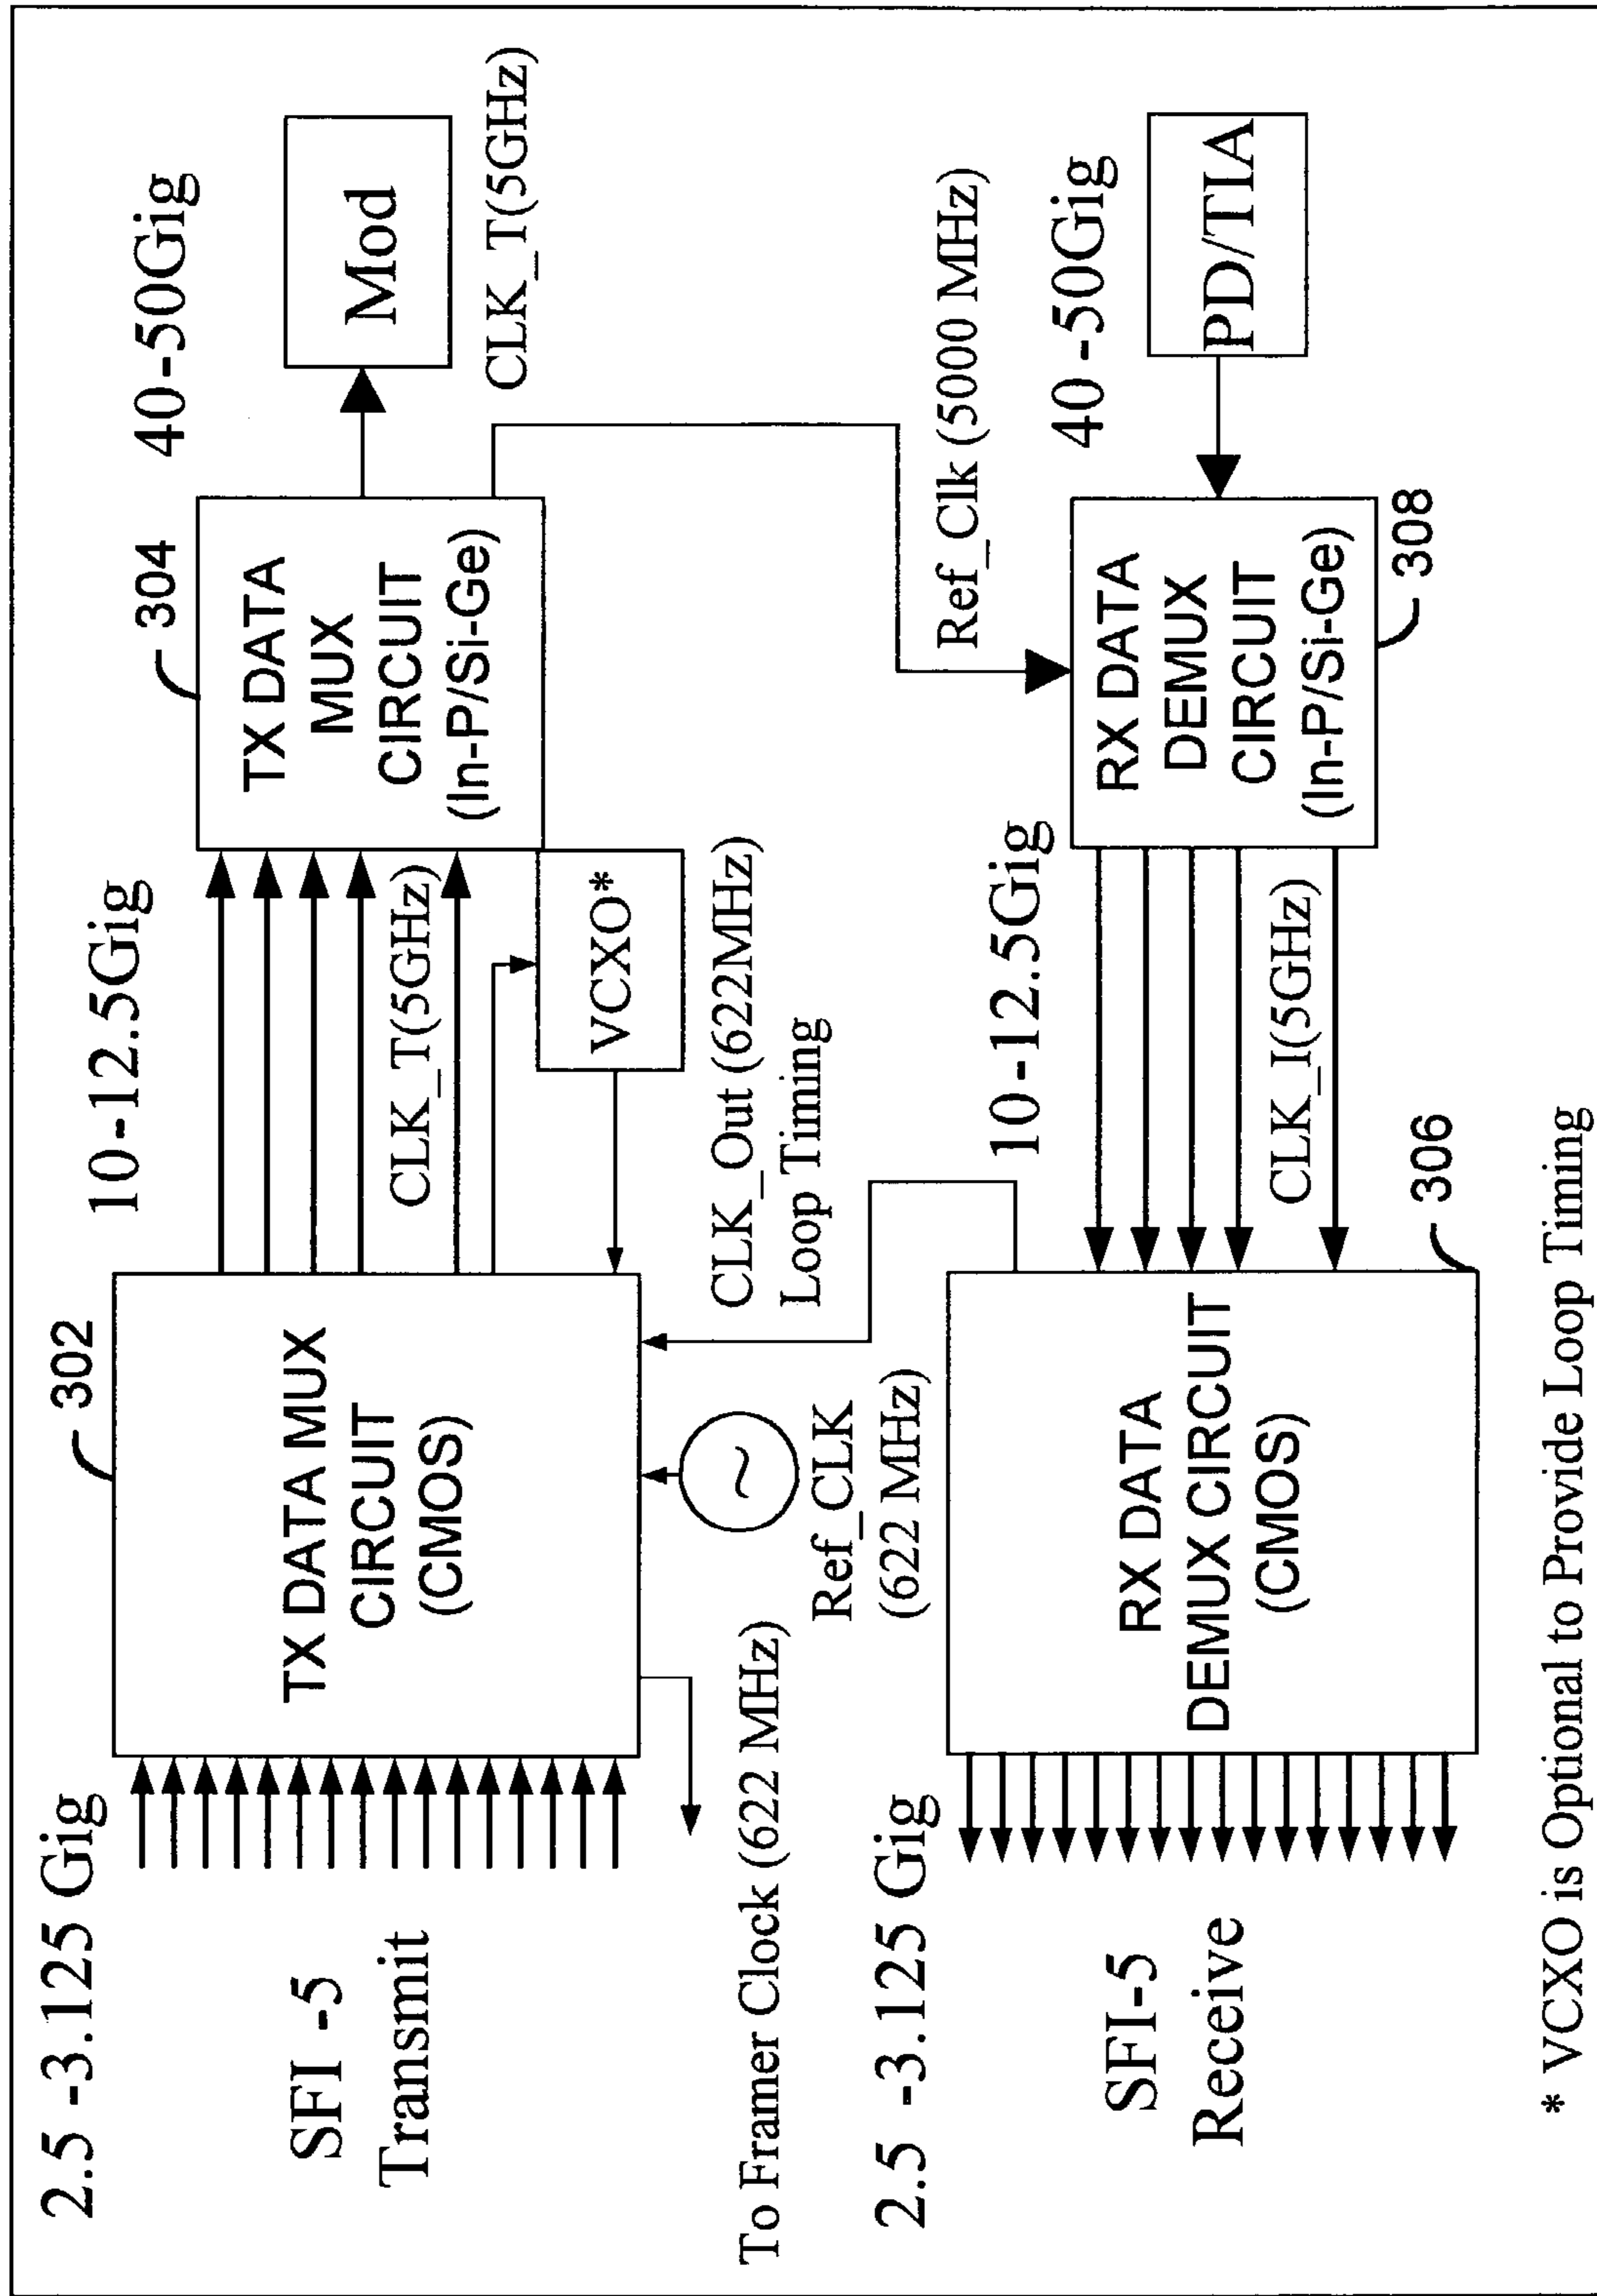 2.5 -3.125 Gig
302
10-12.5Gig
304
40-50Gig
SFI -5
Transmit
TX DATA MUX
CIRCUIT
(CMOS)
CLK_T(5GHz)
TX DATA
MUX
CIRCUIT
(In-P/Si-Ge)
Mod
CLK_T(5GHz)
VCXO*
CLK_Out (622MHz)
Loop Timing
To Framer Clock (622 MHz)
~
Ref_CLK
(622 MHz)
Ref_Clk (5000 MHz)
2.5 -3.125 Gig
10-12.5Gig
40 -50Gig
SFI-5
Receive
RX DATA
DEMUX CIRCUIT
(CMOS)
CLK_I(5GHz)
306
RX DATA
DEMUX
CIRCUIT
(In-P/Si-Ge)
308
PD/TIA
* VCXO is Optional to Provide Loop Timing